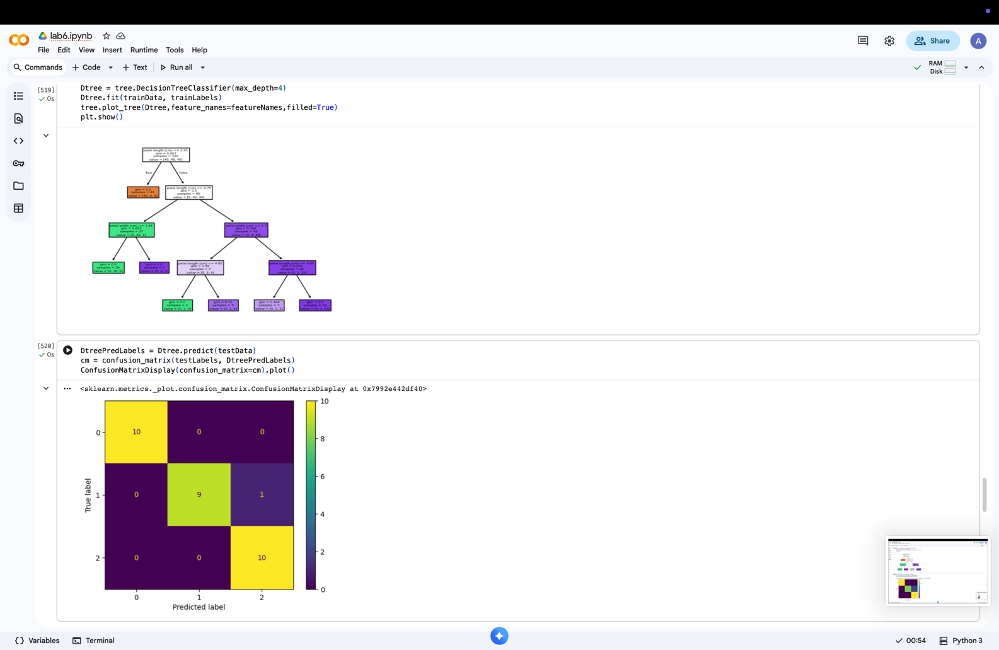 lab6.ipynb
File Edit View Insert Runtime Tools Help
Share
A
Commands + Code + Text Run all
RAM
Disk
[519]
0s
Dtree = tree.DecisionTreeClassifier(max_depth=4)
Dtree.fit(trainData, trainLabels)
tree.plot_tree(Dtree,feature_names=featureNames,filled=True)
plt.show()
petal length (cm) <= 2.45
gini = 0.667
samples = 120
value = [40, 40, 40]
True
False
gini = 0.0
samples = 40
value = [40, 0, 0]
petal length (cm) <= 4.75
gini = 0.5
samples = 80
value = [0, 40, 40]
petal width (cm) <= 1.65
gini = 0.053
samples = 37
value = [0, 36, 1]
petal width (cm) <= 1.7
samples = 43
value = [0, 4, 39]
gini = 0.0
samples = 36
value = [0, 36, 0]
gini = 0.0
samples = 1
value = [0, 0, 1]
petal length (cm) <= 4.95
gini = 0.49
samples = 7
value = [0, 3, 4]
petal length (cm) <= 4.85
gini = 0.054
samples = 36
value = [0, 1, 35]
gini = 0.0
samples = 2
value = [0, 2, 0]
gini = 0.32
samples = 5
value = [0, 1, 4]
gini = 0.444
samples = 3
value = [0, 1, 2]
gini = 0.0
samples = 33
value = [0, 0, 33]
[520]
0s
DtreePredLabels = Dtree.predict(testData)
cm = confusion_matrix(testLabels, DtreePredLabels)
ConfusionMatrixDisplay(confusion_matrix=cm).plot()
<sklearn.metrics._plot.confusion_matrix.ConfusionMatrixDisplay at 0x7992e442df40>
10
0 10 0 0
8
6
True label
1 0 9 1
4
2 0 0 10
2
0
0 1 2
Predicted label
Variables Terminal
00:54 Python 3